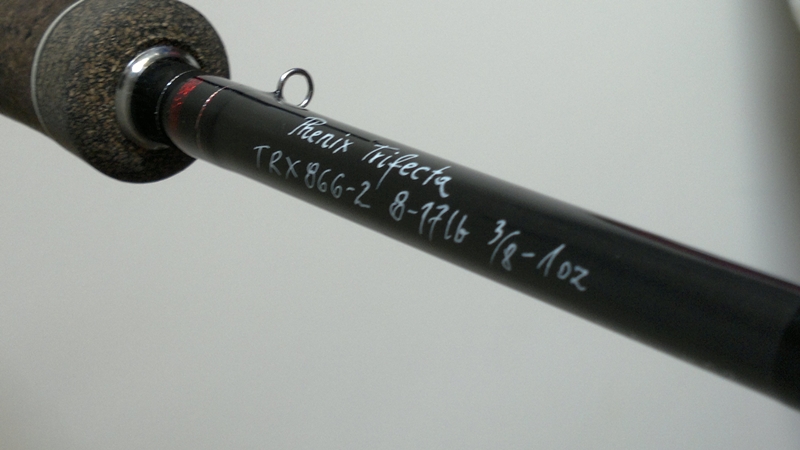 Phenix Trifecta
TRX866-2 8-17lb 3/8-1oz